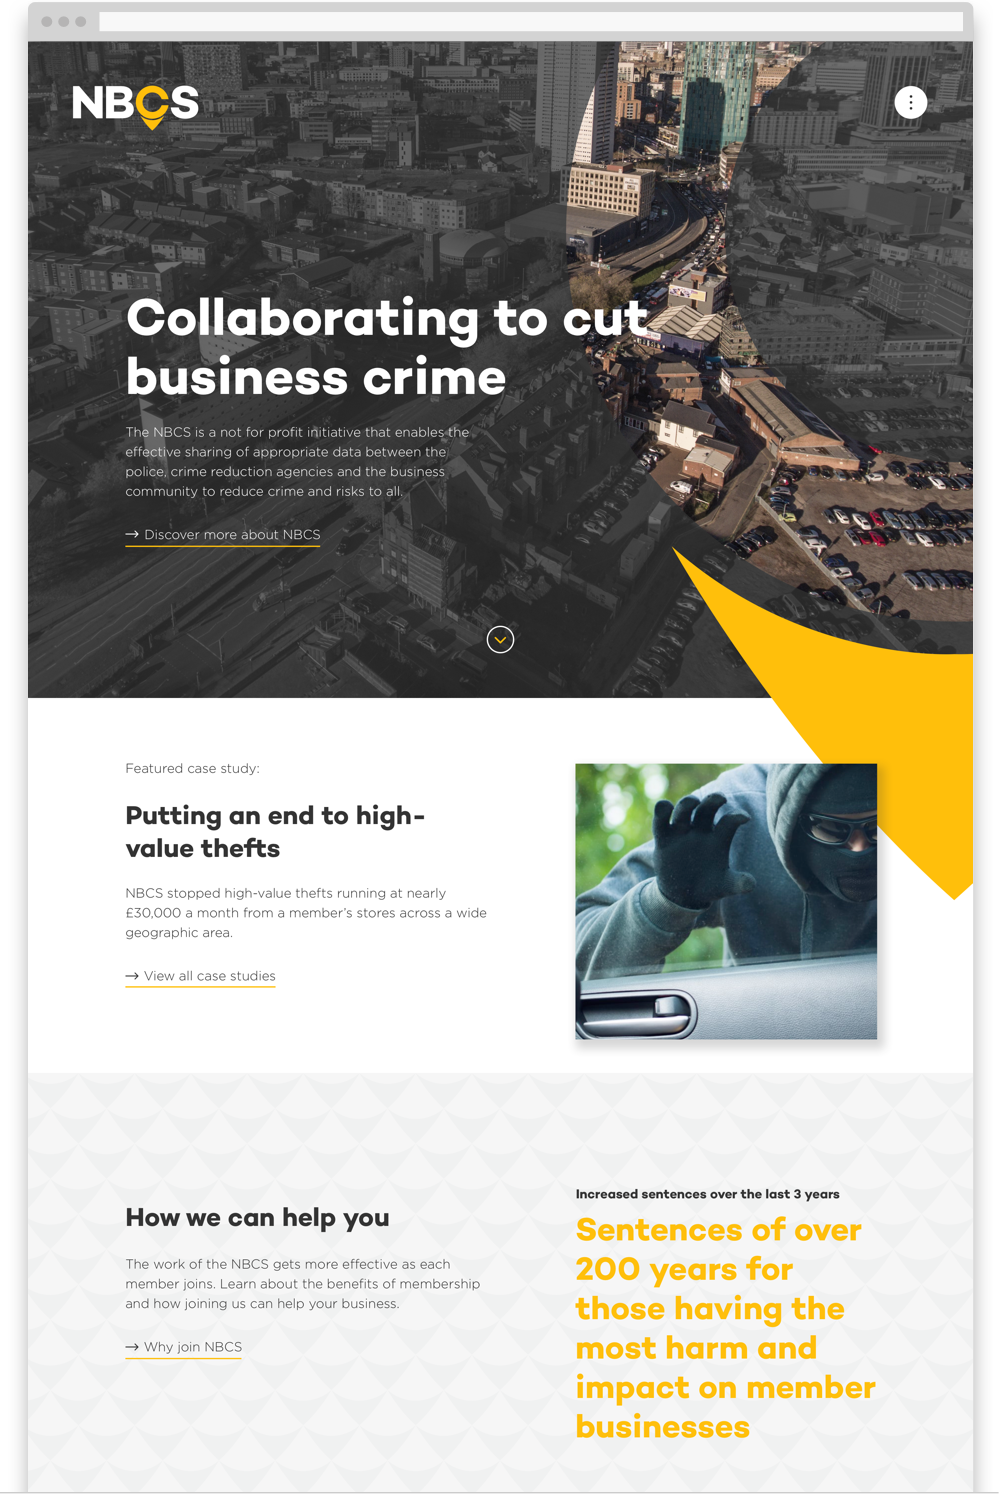 NBCS
Collaborating to cut
business crime
The NBCS is a not for profit initiative that enables the
effective sharing of appropriate data between the
police, crime reduction agencies and the business
community to reduce crime and risks to all.
→ Discover more about NBCS
Featured case study:
Putting an end to high-
value thefts
NBCS stopped high-value thefts running at nearly
£30,000 a month from a member’s stores across a wide
geographic area.
→ View all case studies
How we can help you
The work of the NBCS gets more effective as each
member joins. Learn about the benefits of membership
and how joining us can help your business.
→ Why join NBCS
Increased sentences over the last 3 years
Sentences of over
200 years for
those having the
most harm and
impact on member
businesses